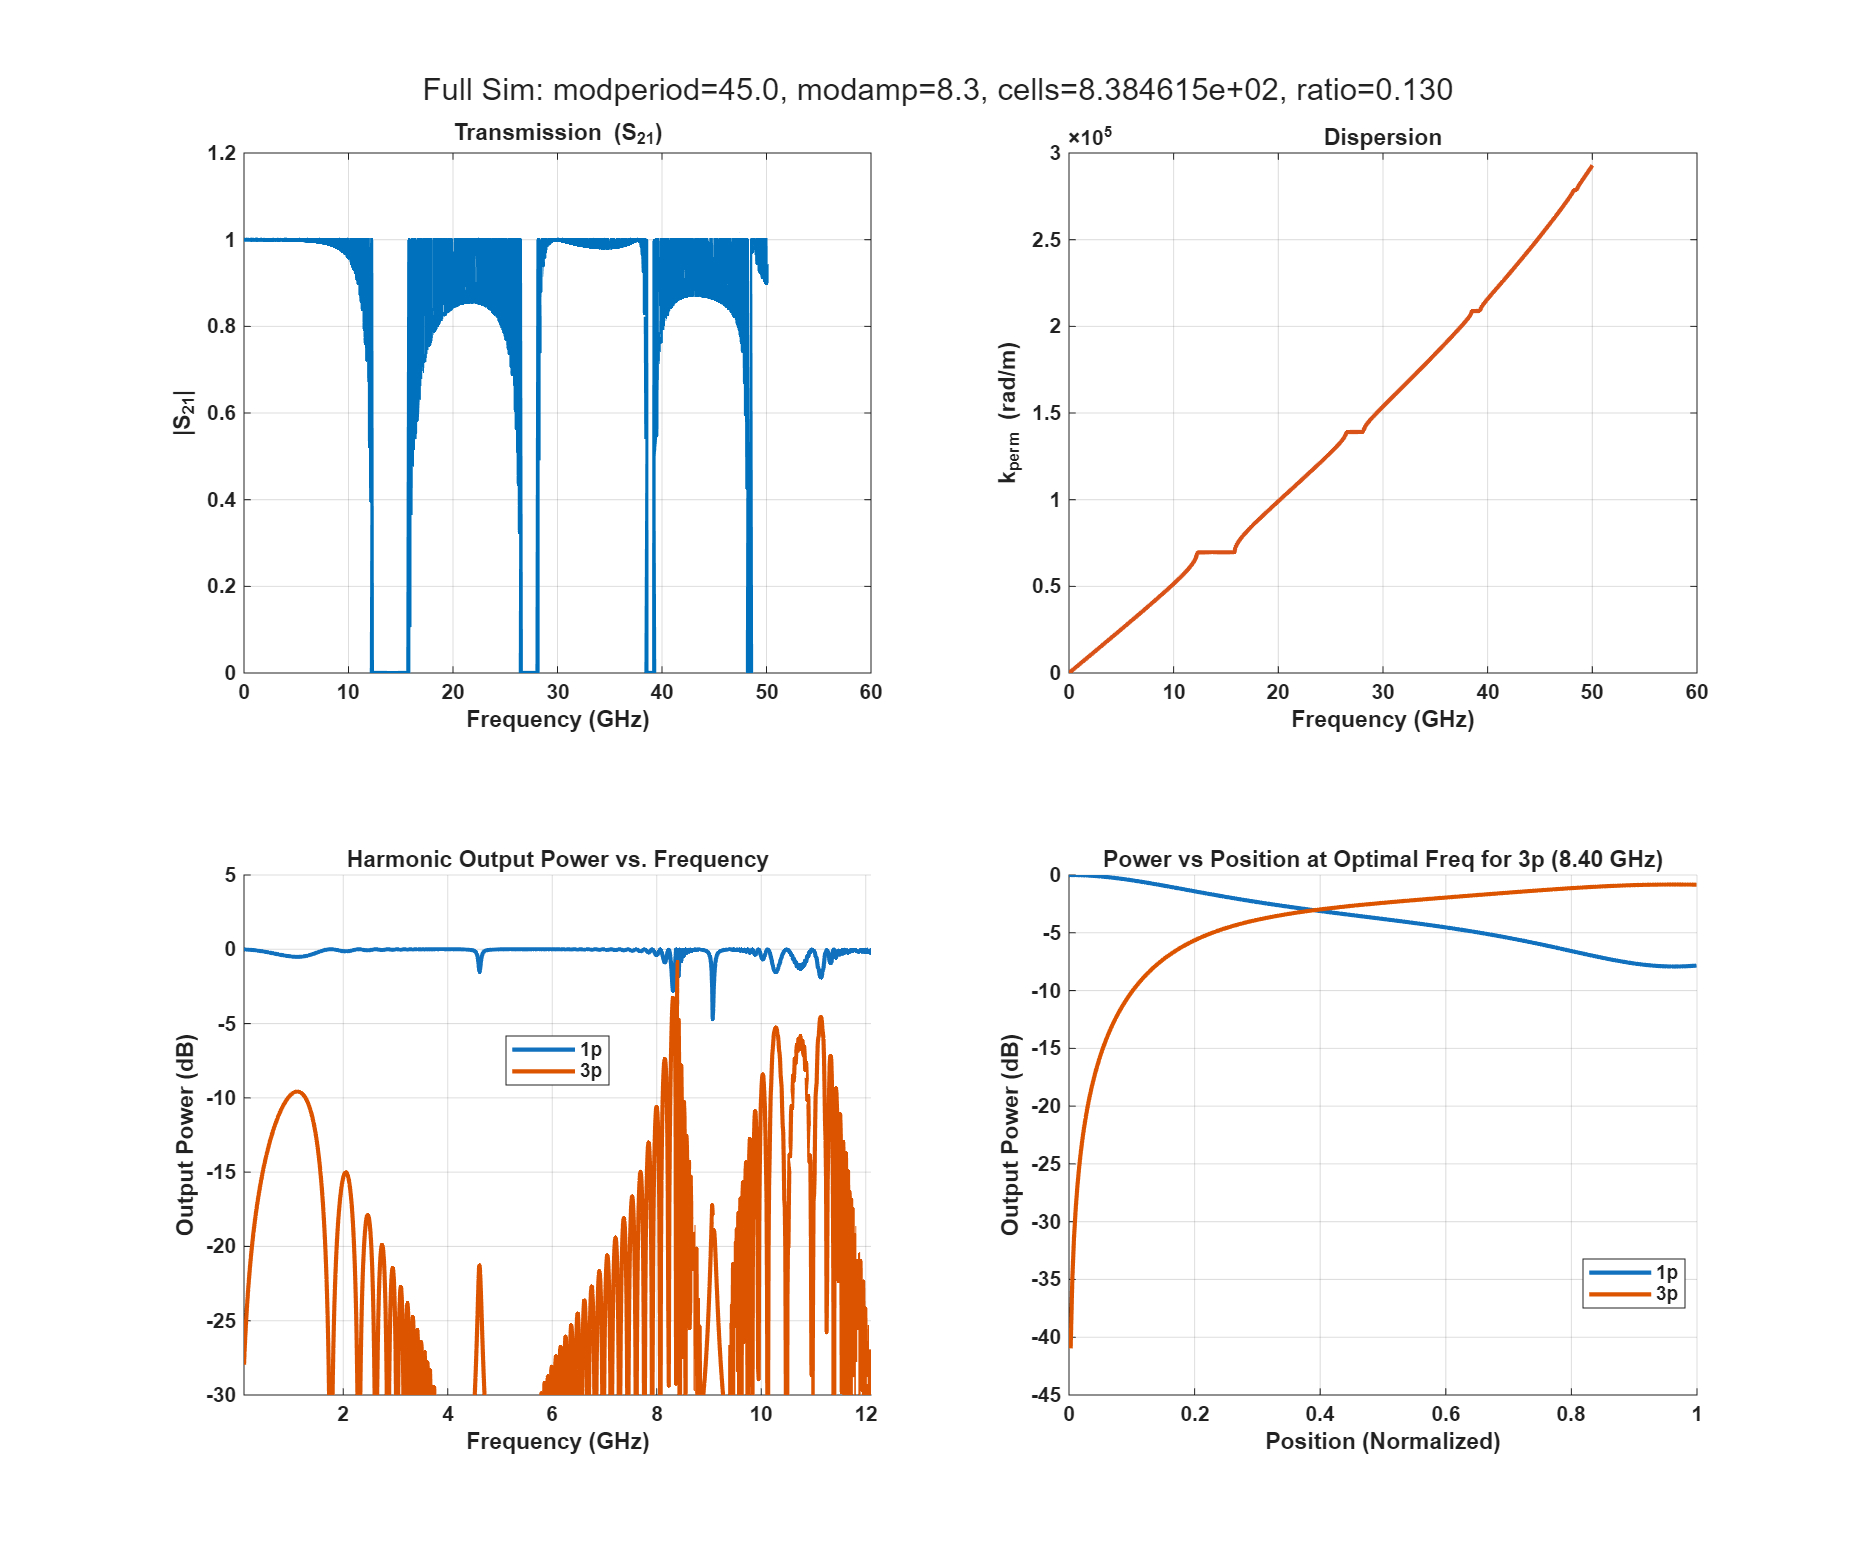 Full Sim: modperiod=45.0, modamp=8.3, cells=8.384615e+02, ratio=0.130
Transmission (S21)
1.2
1
0.8
0.6
0.4
0.2
0
|S21|
0 10 20 30 40 50 60
Frequency (GHz)
×10^5
Dispersion
3
2.5
2
1.5
1
0.5
0
kperm (rad/m)
0 10 20 30 40 50 60
Frequency (GHz)
Harmonic Output Power vs. Frequency
5
0
-5
-10
-15
-20
-25
-30
Output Power (dB)
1p
3p
2 4 6 8 10 12
Frequency (GHz)
Power vs Position at Optimal Freq for 3p (8.40 GHz)
0
-5
-10
-15
-20
-25
-30
-35
-40
-45
Output Power (dB)
1p
3p
0 0.2 0.4 0.6 0.8 1
Position (Normalized)